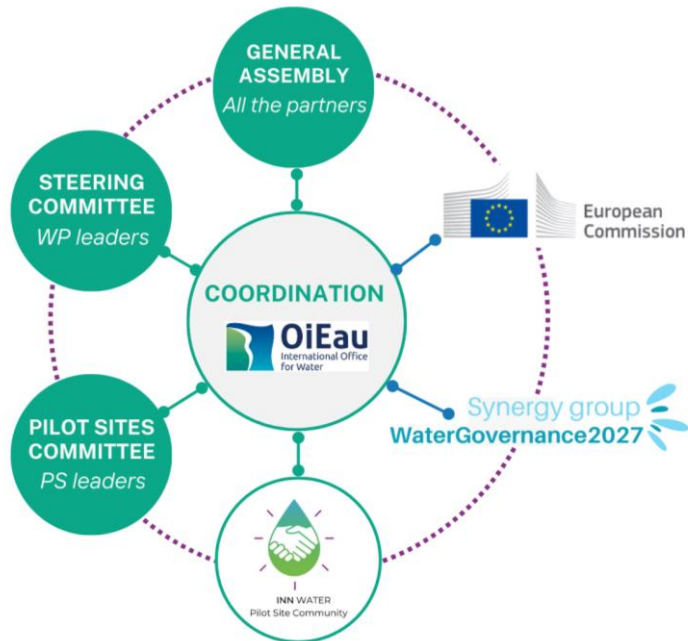 GENERAL
ASSEMBLY
All the partners
STEERING
COMMITTEE
WP leaders
European
Commission
COORDINATION
OiEau
International Office
for Water
PILOT SITES
COMMITTEE
PS leaders
Synergy group
WaterGovernance2027
INN WATER
Pilot Site Community